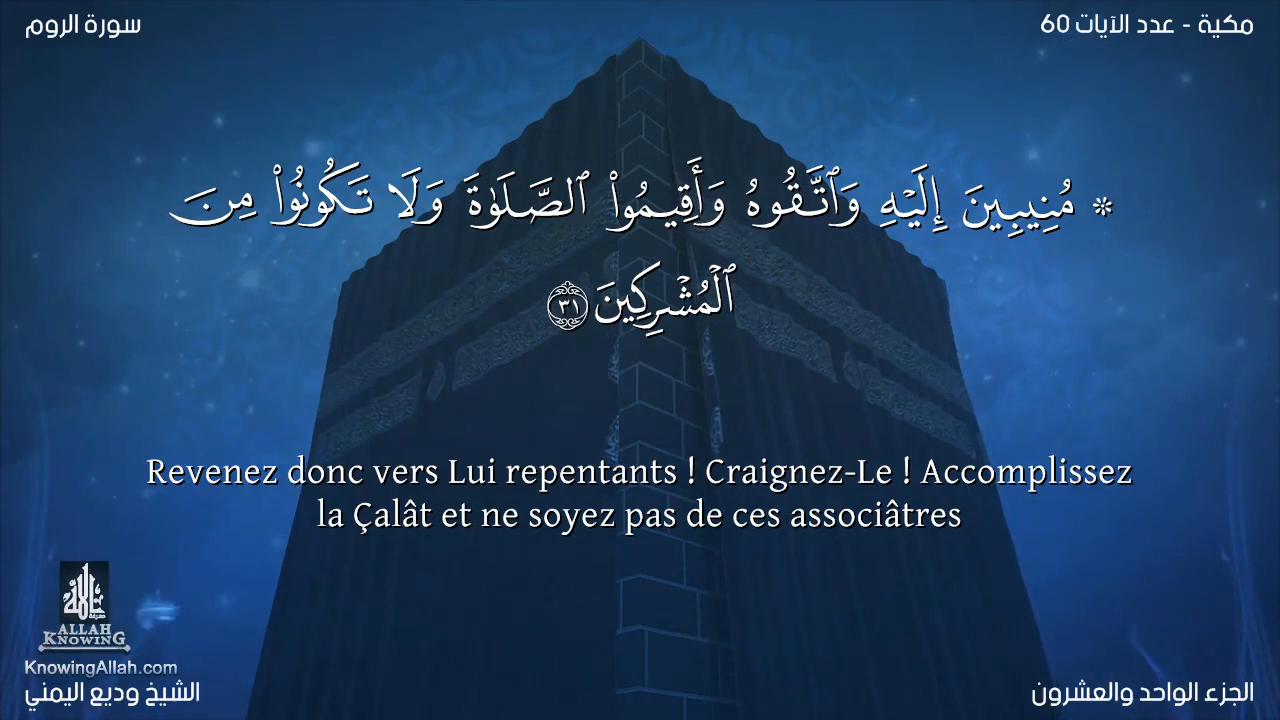 سورة الروم
مكية - عدد الآيات 60
۞ مُنِيبِينَ إِلَيْهِ وَٱتَّقُوهُ وَأَقِيمُوا۟ ٱلصَّلَوٰةَ وَلَا تَكُونُوا۟ مِنَ
ٱلْمُشْرِكِينَ ٣١
Revenez donc vers Lui repentants ! Craignez-Le ! Accomplissez
la Çalât et ne soyez pas de ces associâtres
ALLAH
KNOWING
KnowingAllah.com
الشيخ وديع اليمني
الجزء الواحد والعشرون